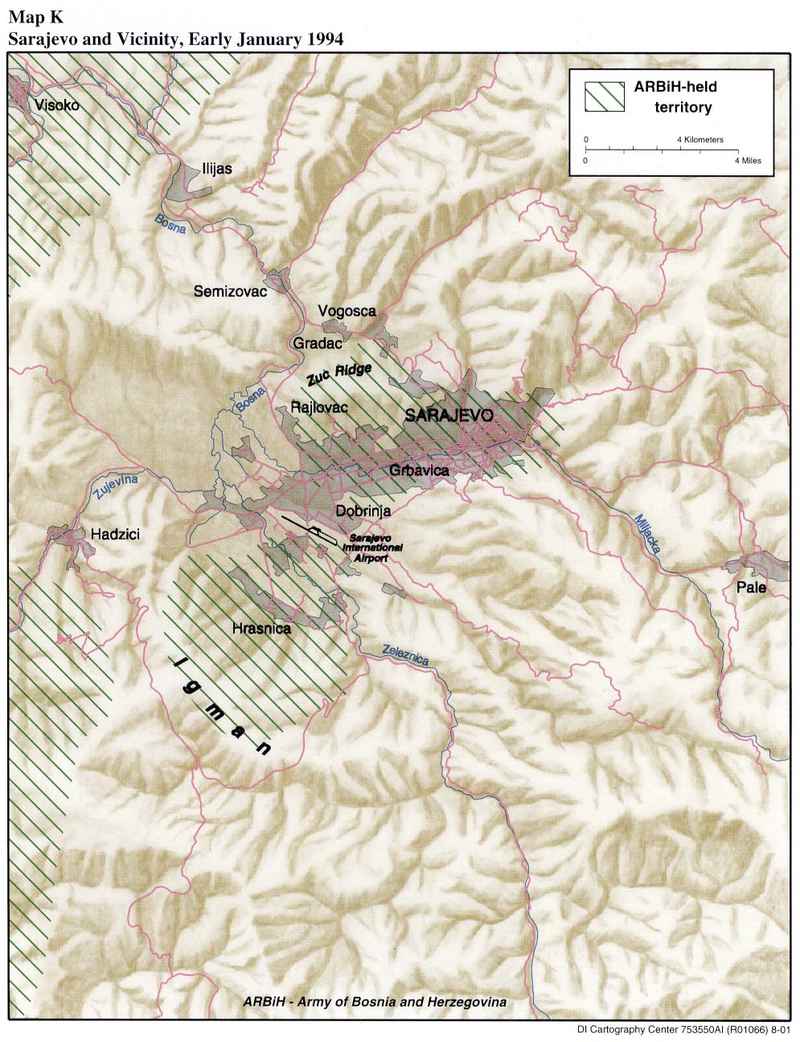 Map K
Sarajevo and Vicinity, Early January 1994
ARBiH-held
territory
0 4 Kilometers
0 4 Miles
Visoko
Ilijas
Bosna
Semizovac
Vogosca
Gradac
Zuc Ridge
Bosna
Rajlovac
SARAJEVO
Grbavica
Zujevina
Dobrinja
Miljacka
Hadzici
Sarajevo
International
Airport
Pale
Hrasnica
Zeleznica
Igman
ARBiH - Army of Bosnia and Herzegovina
DI Cartography Center 753550AI (R01066) 8-01